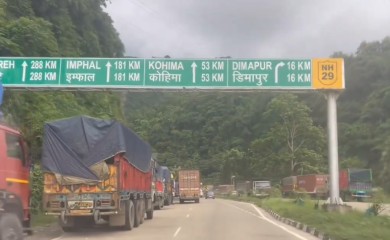 REH ↑ 288 KM
↑ 288 KM
IMPHAL ↑ 181 KM
इम्फाल ↑ 181 KM
KOHIMA ↑ 53 KM
कोहिमा ↑ 53 KM
DIMAPUR 16 KM
डिमापुर 16 KM
NH
29